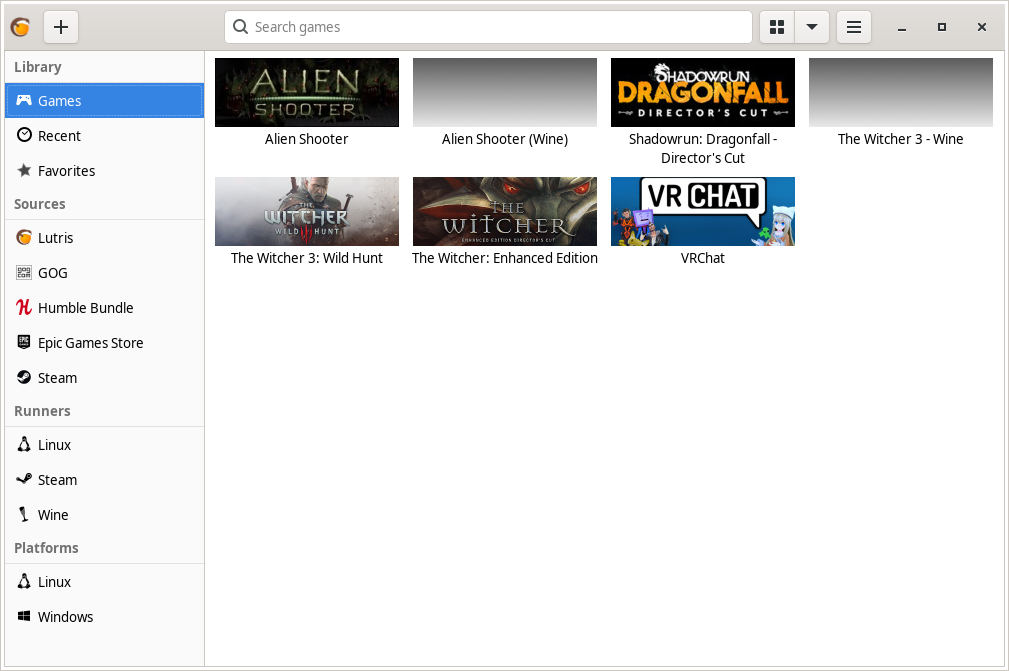 Search games
Library
Games
Recent
Favorites
Sources
Lutris
GOG
Humble Bundle
Epic Games Store
Steam
Runners
Linux
Steam
Wine
Platforms
Linux
Windows
ALIEN
SHOOTER
Alien Shooter
Alien Shooter (Wine)
SHADOWRUN
DRAGONFALL
DIRECTOR'S CUT
Shadowrun: Dragonfall -
Director's Cut
The Witcher 3 - Wine
THE
WITCHER
WILD HUNT
The Witcher 3: Wild Hunt
THE
WITCHER
ENHANCED EDITION DIRECTOR'S CUT
The Witcher: Enhanced Edition
VRCHAT
VRChat